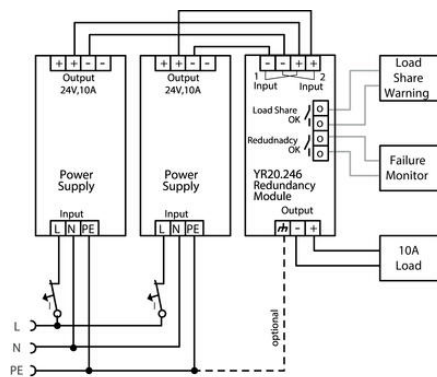 + + - -
Output
24V,10A
Power
Supply
Input
L N PE
+ + - -
Output
24V,10A
Power
Supply
Input
L N PE
- - + +
1 2
Input Input
Load Share
OK
Redudnadcy
OK
YR20.246
Redundancy
Module
Output
- +
Load
Share
Warning
Failure
Monitor
10A
Load
optional
L
N
PE